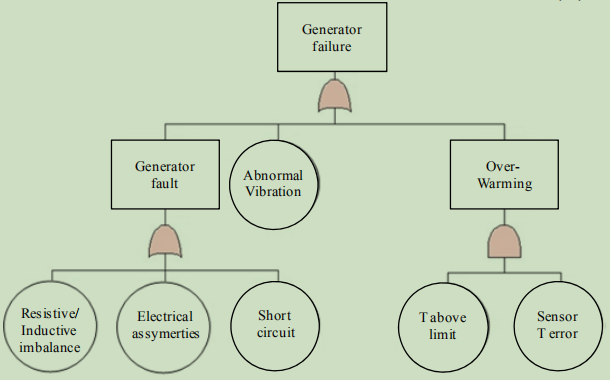 Generator
failure
Generator
fault
Abnormal
Vibration
Over-
Warming
Resistive/
Inductive
imbalance
Electrical
assymerties
Short
circuit
T above
limit
Sensor
T error